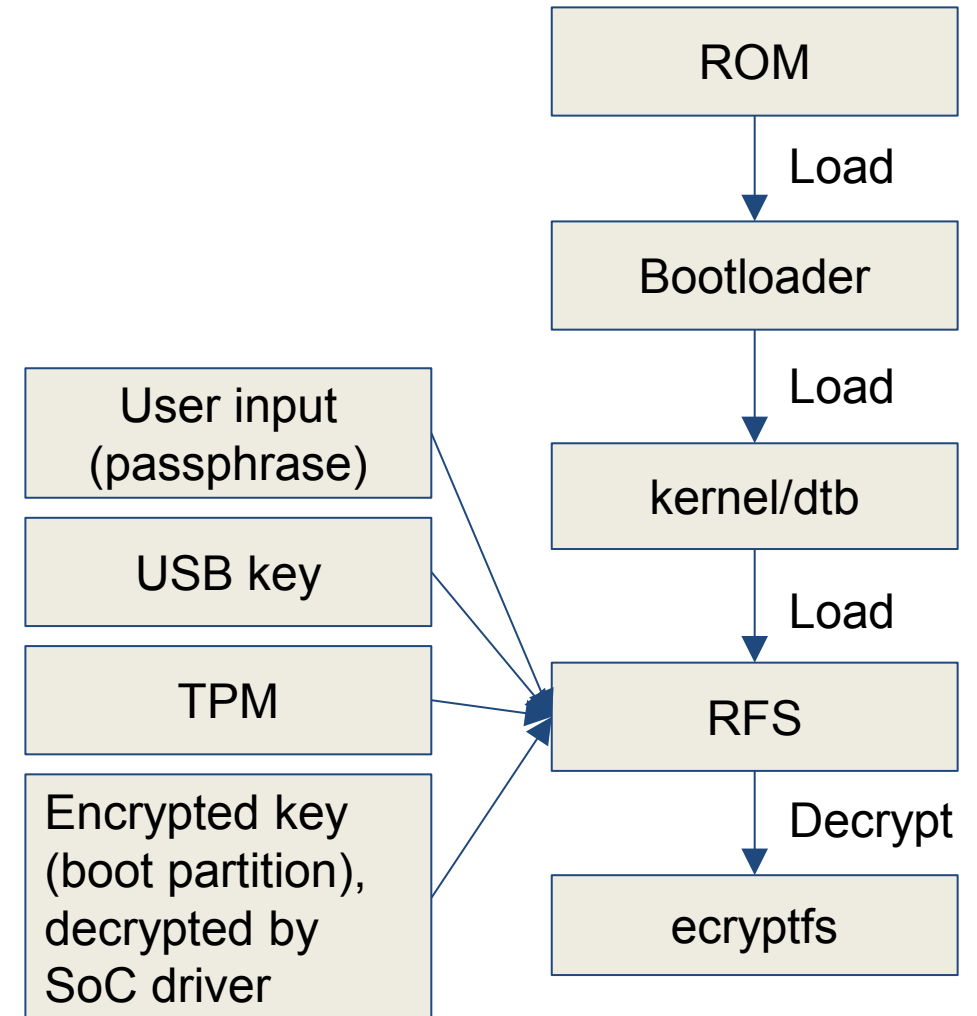 ROM
Load
Bootloader
Load
User input
(passphrase)
kernel/dtb
USB key
Load
TPM
RFS
Encrypted key
(boot partition),
decrypted by
SoC driver
Decrypt
ecryptfs